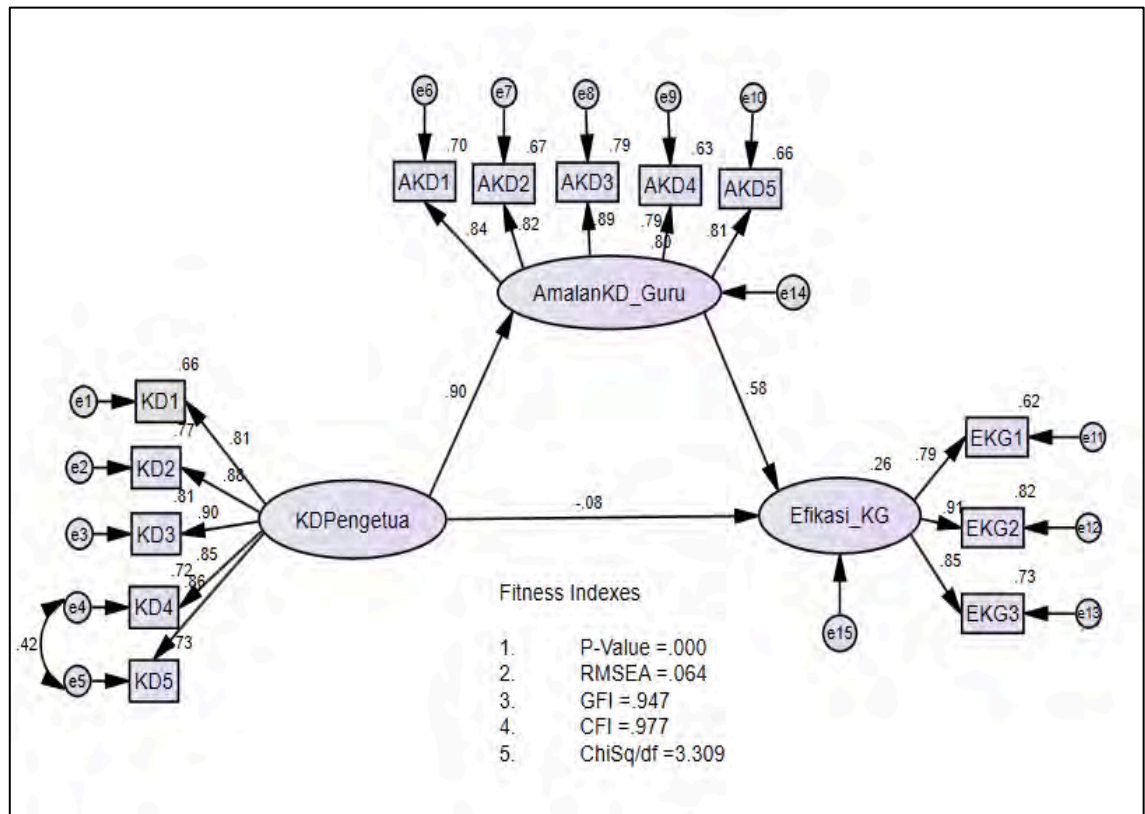 e6 e7 e8 e9 e10
.70 .67 .79 .63 .66
AKD1 AKD2 AKD3 AKD4 AKD5
.84 .82 .89 .79 .81
.80
AmalanKD_Guru
e14
.66
e1 KD1
.90 .58
.77
.81
e2 KD2
.88
.81
.90
e3 KD3
.85
.72
.86
e4 KD4
.42
.73
e5 KD5
KDPengetua
-.08
.26
Efikasi_KG
.62
.79
EKG1 e11
.82
.91
EKG2 e12
.85
.73
EKG3 e13
e15
Fitness Indexes
1. P-Value =.000
2. RMSEA =.064
3. GFI =.947
4. CFI =.977
5. ChiSq/df =3.309